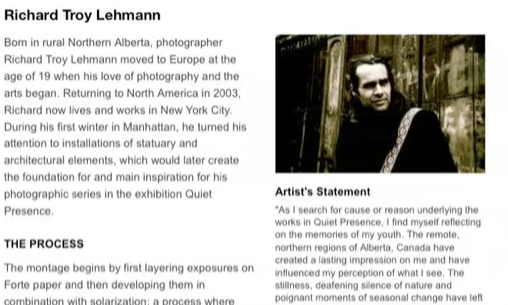 Richard Troy Lehmann
Born in rural Northern Alberta, photographer
Richard Troy Lehmann moved to Europe at the
age of 19 when his love of photography and the
arts began. Returning to North America in 2003,
Richard now lives and works in New York City.
During his first winter in Manhattan, he turned his
attention to installations of statuary and
architectural elements, which would later create
the foundation for and main inspiration for his
photographic series in the exhibition Quiet
Presence.
THE PROCESS
The montage begins by first layering exposures on
Forte paper and then developing them in
combination with solarization; a process where
Artist's Statement
"As I search for cause or reason underlying the
works in Quiet Presence, I find myself reflecting
on the memories of my youth. The remote,
northern regions of Alberta, Canada have
created a lasting impression on me and have
influenced my perception of what I see. The
stillness, deafening silence of nature and
poignant moments of seasonal change have left